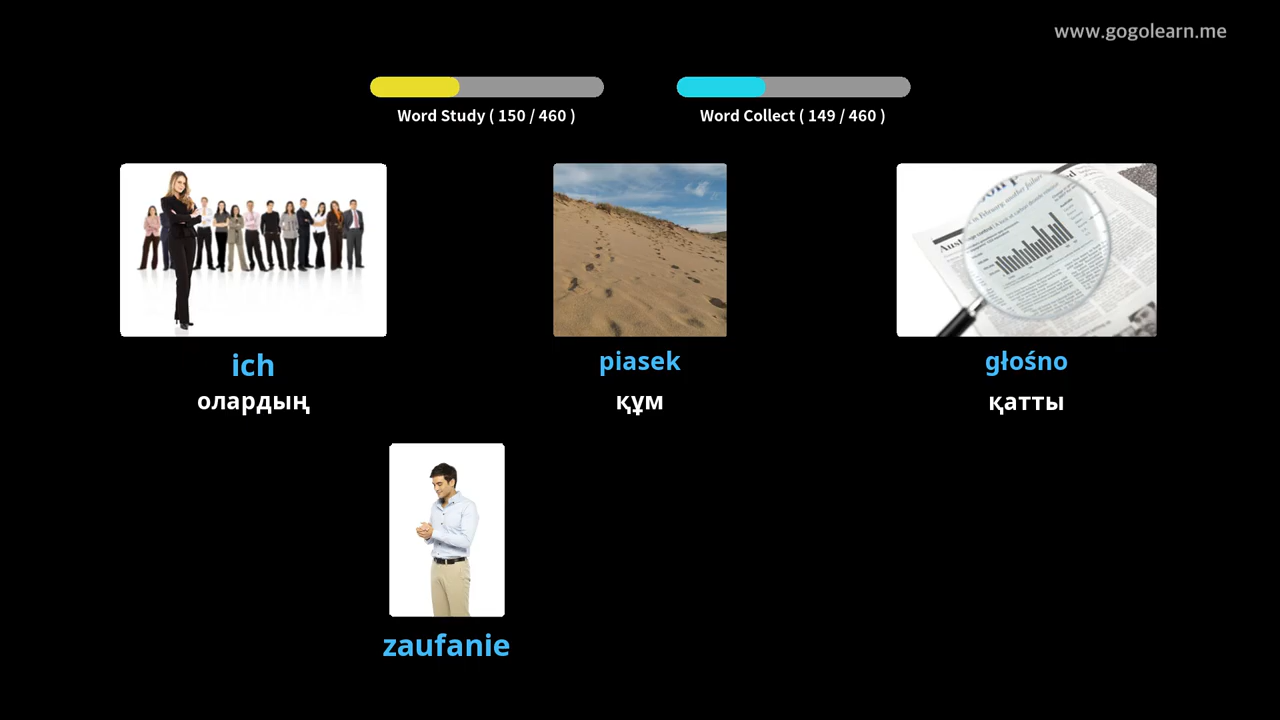 www.gogolearn.me
Word Study ( 150 / 460 )
Word Collect ( 149 / 460 )
ich
олардың
piasek
құм
głośno
қатты
zaufanie